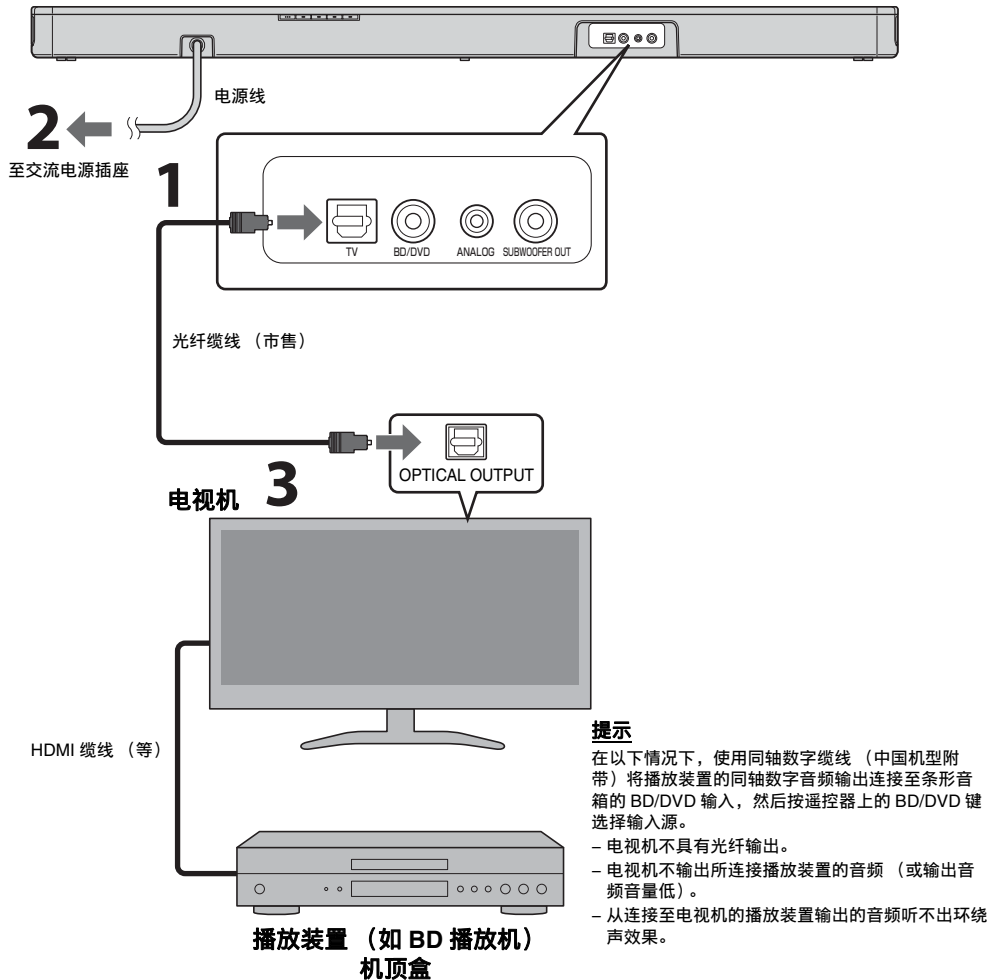 电源线
2
至交流电源插座
1
TV
BD/DVD
ANALOG
SUBWOOFER OUT
光纤缆线 （市售）
OPTICAL OUTPUT
3
电视机
HDMI 缆线 （等）
播放装置 （如 BD 播放机）
机顶盒
提示
在以下情况下，使用同轴数字缆线 （中国机型附
带）将播放装置的同轴数字音频输出连接至条形音
箱的 BD/DVD 输入，然后按遥控器上的 BD/DVD 键
选择输入源。
– 电视机不具有光纤输出。
– 电视机不输出所连接播放装置的音频 （或输出音
频音量低）。
– 从连接至电视机的播放装置输出的音频听不出环绕
声效果。